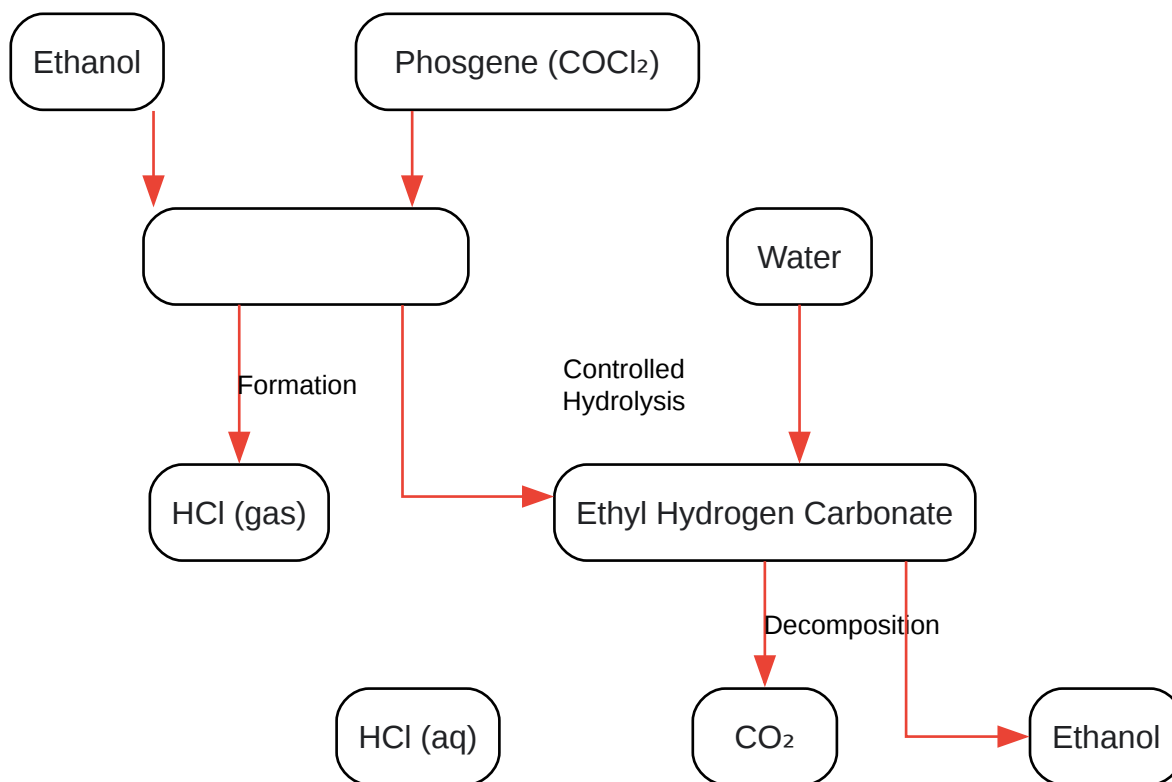 Ethanol
Phosgene (COCl₂)
Water
Formation
Controlled
Hydrolysis
HCl (gas)
Ethyl Hydrogen Carbonate
Decomposition
HCl (aq)
CO₂
Ethanol